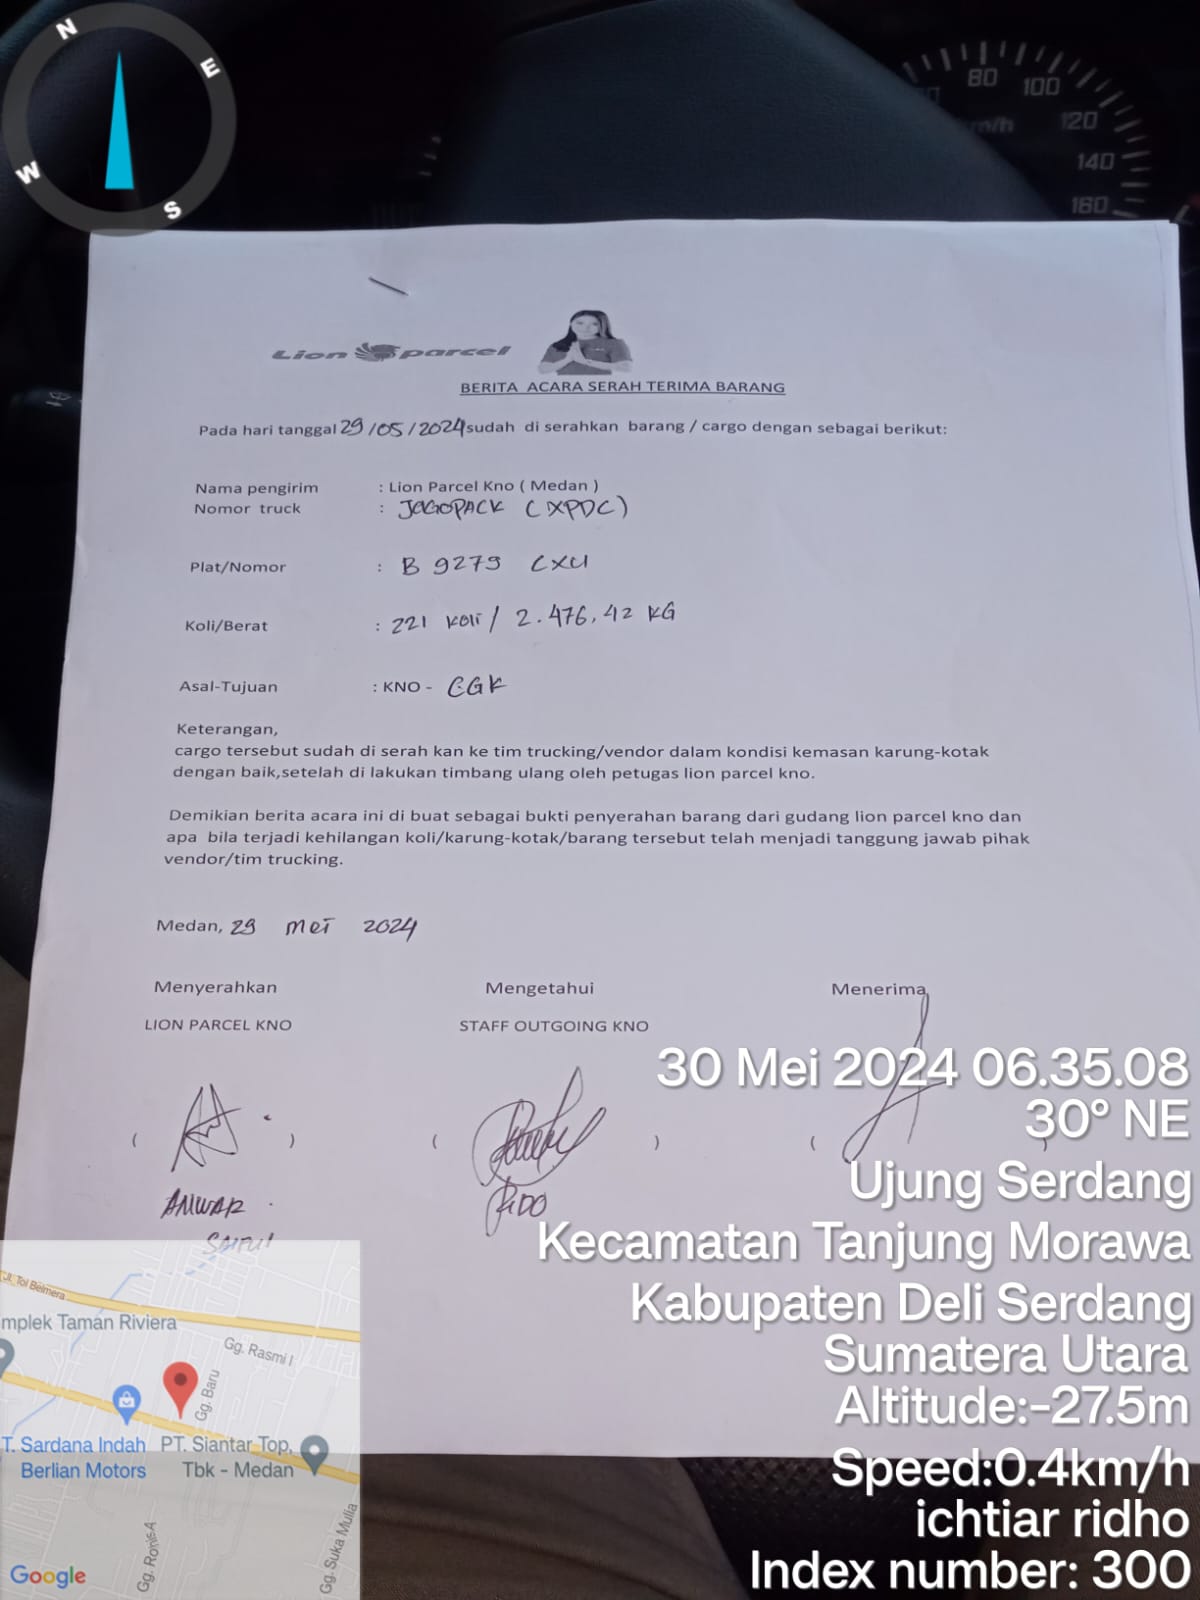 N
E
W
S
80
100
km/h
120
140
160
Lion parcel
BERITA ACARA SERAH TERIMA BARANG
Pada hari tanggal 29/05/2024 sudah di serahkan barang / cargo dengan sebagai berikut:
Nama pengirim : Lion Parcel Kno ( Medan )
Nomor truck : JAGOPACK (XPDC)
Plat/Nomor : B 9279 CXU
Koli/Berat : 221 Koli / 2.476,42 KG
Asal-Tujuan : KNO - CGK
Keterangan,
cargo tersebut sudah di serah kan ke tim trucking/vendor dalam kondisi kemasan karung-kotak
dengan baik,setelah di lakukan timbang ulang oleh petugas lion parcel kno.
Demikian berita acara ini di buat sebagai bukti penyerahan barang dari gudang lion parcel kno dan
apa bila terjadi kehilangan koli/karung-kotak/barang tersebut telah menjadi tanggung jawab pihak
vendor/tim trucking.
Medan, 29 Mei 2024
Menyerahkan Mengetahui Menerima
LION PARCEL KNO STAFF OUTGOING KNO
( ) ( ) ( )
ANWAR RIDO
SAIFUL
30 Mei 2024 06.35.08
30° NE
Ujung Serdang
Kecamatan Tanjung Morawa
Kabupaten Deli Serdang
Sumatera Utara
Altitude:-27.5m
Speed:0.4km/h
ichtiar ridho
Index number: 300
Jl. Tol Belmera
mplek Taman Riviera
Gg. Rasmi I
Gg. Baru
T. Sardana Indah
Berlian Motors
PT. Siantar Top,
Tbk - Medan
Gg. Suka Mulia
Google